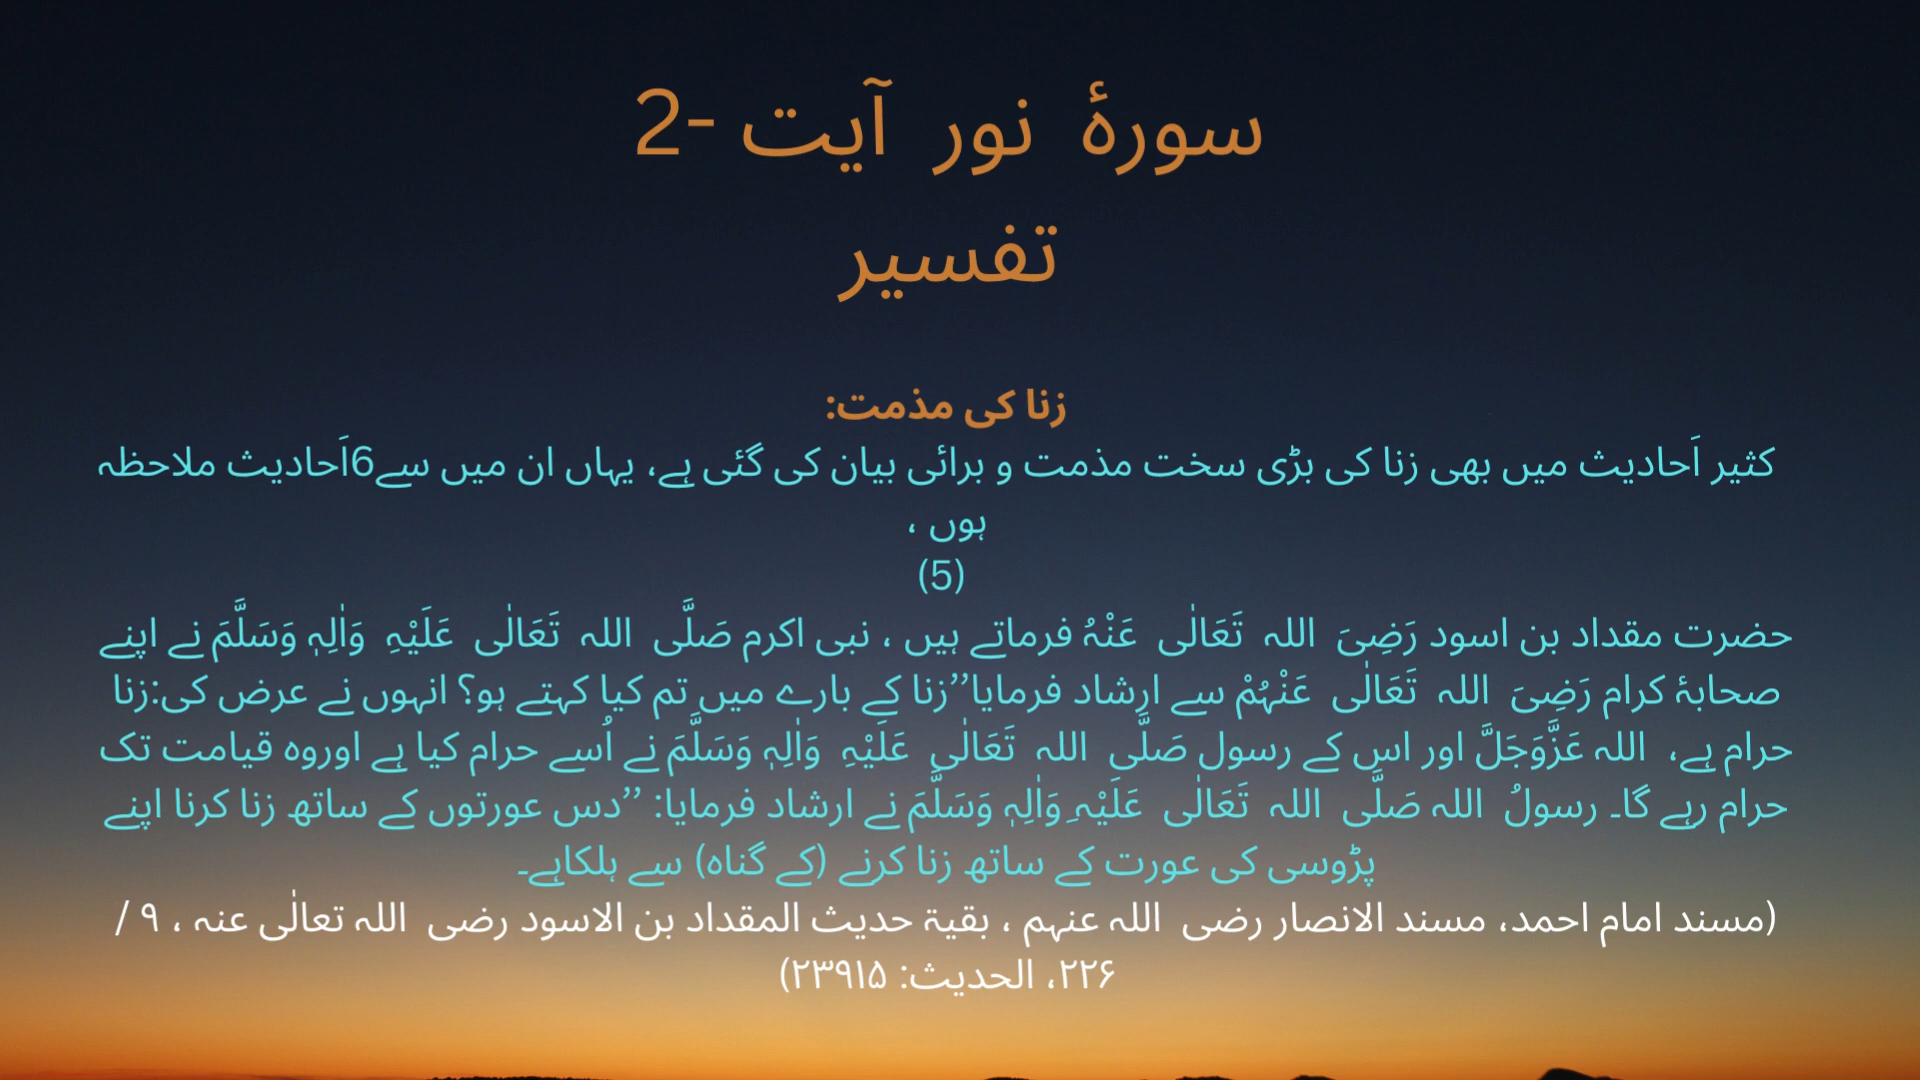 سورۂ نور آیت -2
تفسیر
زنا کی مذمت:
کثیر اَحادیث میں بھی زنا کی بڑی سخت مذمت و برائی بیان کی گئی ہے، یہاں ان میں سے6اَحادیث ملاحظہ
ہوں ،
(5)
حضرت مقداد بن اسود رَضِیَ اللہ تَعَالٰی عَنْہُ فرماتے ہیں ، نبی اکرم صَلَّی اللہ تَعَالٰی عَلَیْہِ وَاٰلِہٖ وَسَلَّمَ نے اپنے
صحابۂ کرام رَضِیَ اللہ تَعَالٰی عَنْہُمْ سے ارشاد فرمایا’’زنا کے بارے میں تم کیا کہتے ہو؟ انہوں نے عرض کی:زنا
حرام ہے، اللہ عَزَّوَجَلَّ اور اس کے رسول صَلَّی اللہ تَعَالٰی عَلَیْہِ وَاٰلِہٖ وَسَلَّمَ نے اُسے حرام کیا ہے اوروہ قیامت تک
حرام رہے گا۔ رسولُ اللہ صَلَّی اللہ تَعَالٰی عَلَیْہ ِوَاٰلِہٖ وَسَلَّمَ نے ارشاد فرمایا: ’’دس عورتوں کے ساتھ زنا کرنا اپنے
پڑوسی کی عورت کے ساتھ زنا کرنے (کے گناہ) سے ہلکاہے۔
(مسند امام احمد، مسند الانصار رضی اللہ عنہم ، بقیۃ حدیث المقداد بن الاسود رضی اللہ تعالٰی عنہ ، ۹ /
۲۲۶، الحدیث: ۲۳۹۱۵)